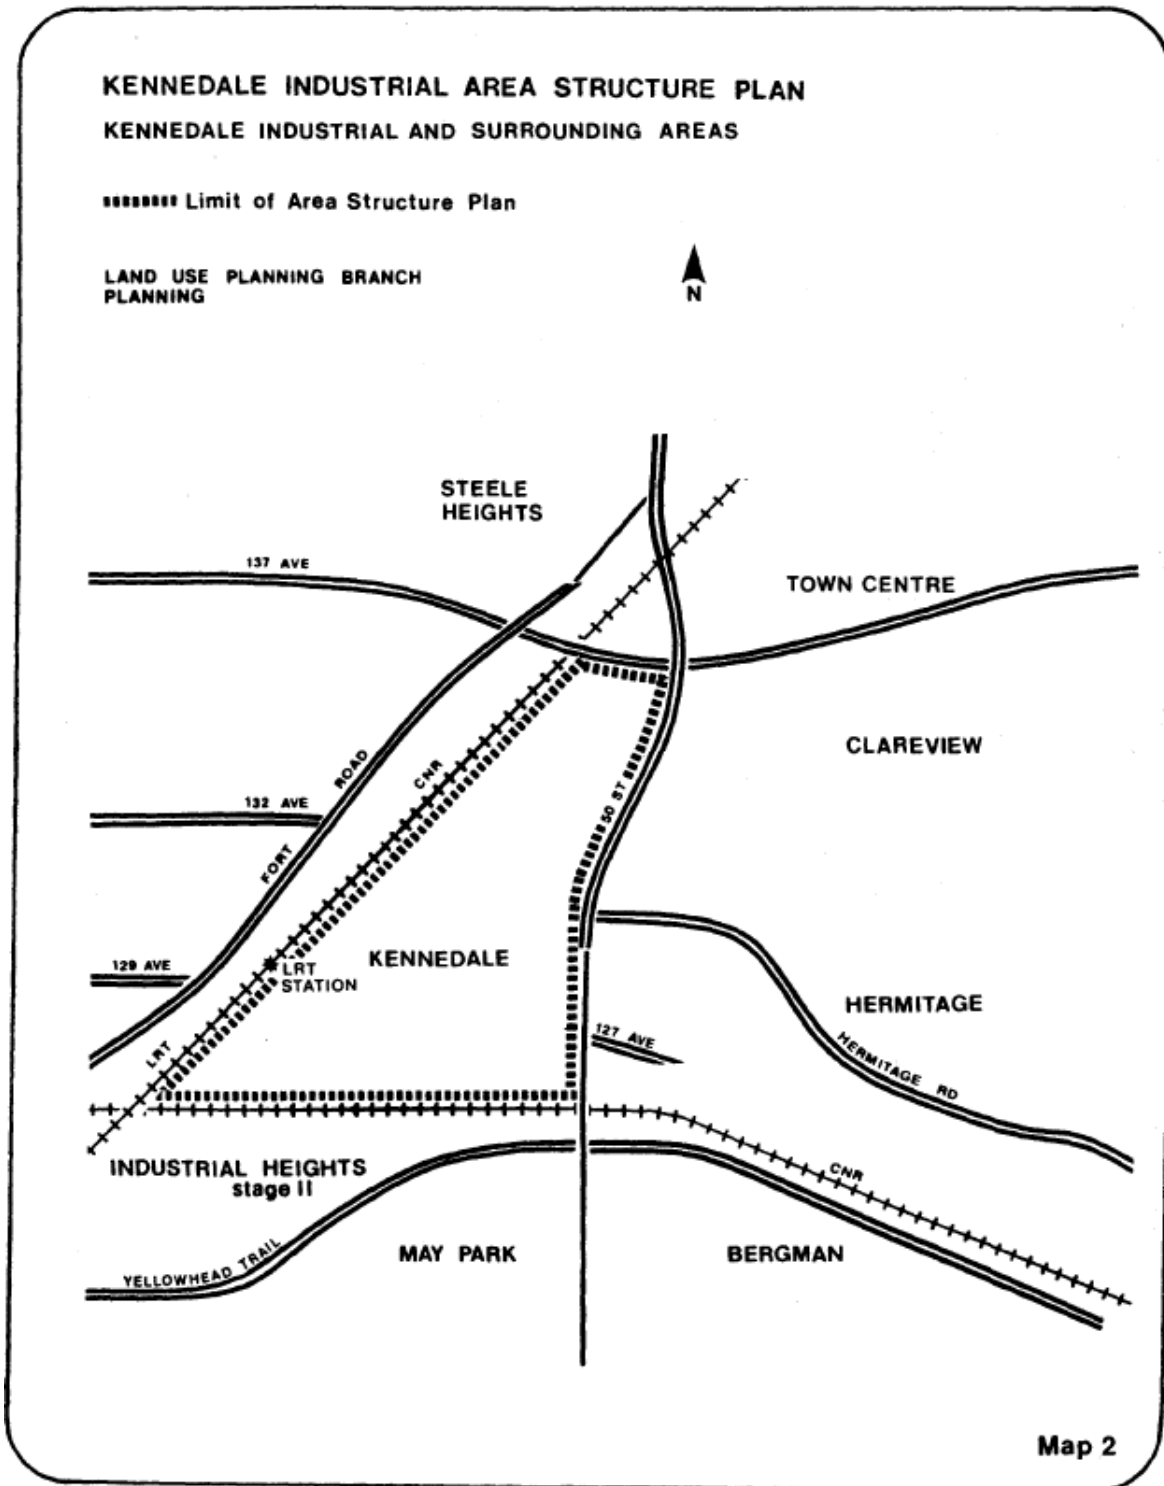 KENNEDALE INDUSTRIAL AREA STRUCTURE PLAN
KENNEDALE INDUSTRIAL AND SURROUNDING AREAS
Limit of Area Structure Plan
LAND USE PLANNING BRANCH
PLANNING
N
STEELE
HEIGHTS
137 AVE
TOWN CENTRE
CLAREVIEW
CNR
ROAD
50 ST
132 AVE
FORT
129 AVE
LRT
STATION
KENNEDALE
HERMITAGE
127 AVE
HERMITAGE RD
LRT
INDUSTRIAL HEIGHTS
stage II
CNR
MAY PARK
BERGMAN
YELLOWHEAD TRAIL
Map 2